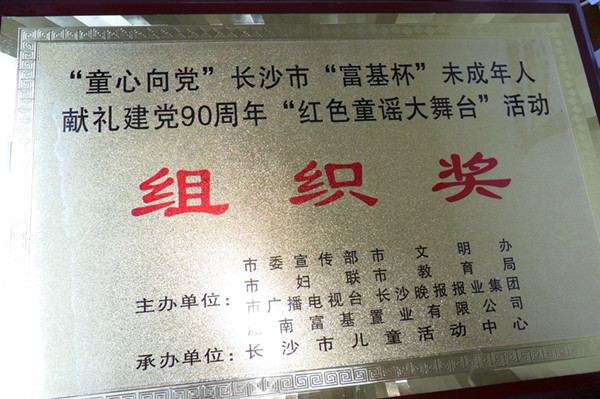 “童心向党”长沙市“富基杯”未成年人
献礼建党90周年“红色童谣大舞台”活动
组织奖
市委宣传部市文明办
市妇联市教育局
主办单位：市广播电视台长沙晚报报业集团
南富基置业有限公司
承办单位：长沙市儿童活动中心